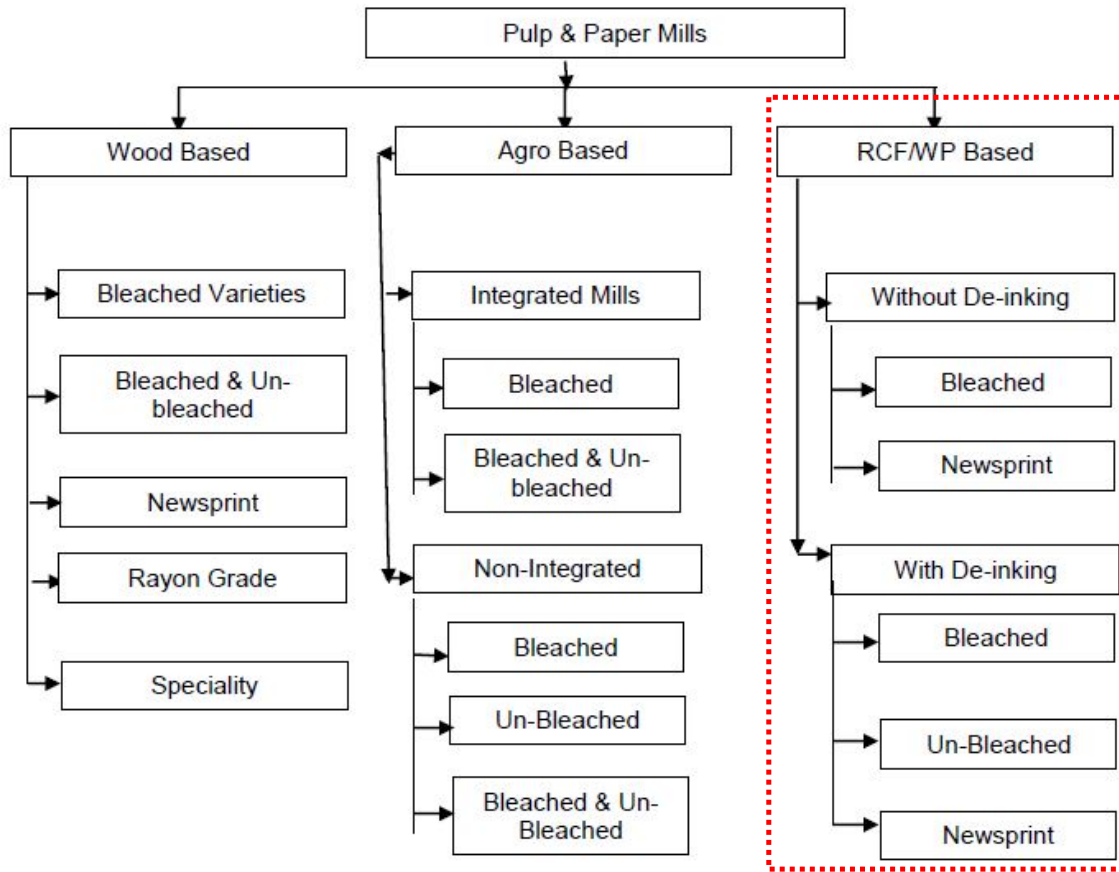 Pulp & Paper Mills
Wood Based
Bleached Varieties
Bleached & Un-
bleached
Newsprint
Rayon Grade
Speciality
Agro Based
Integrated Mills
Bleached
Bleached & Un-
bleached
Non-Integrated
Bleached
Un-Bleached
Bleached & Un-
Bleached
RCF/WP Based
Without De-inking
Bleached
Newsprint
With De-inking
Bleached
Un-Bleached
Newsprint